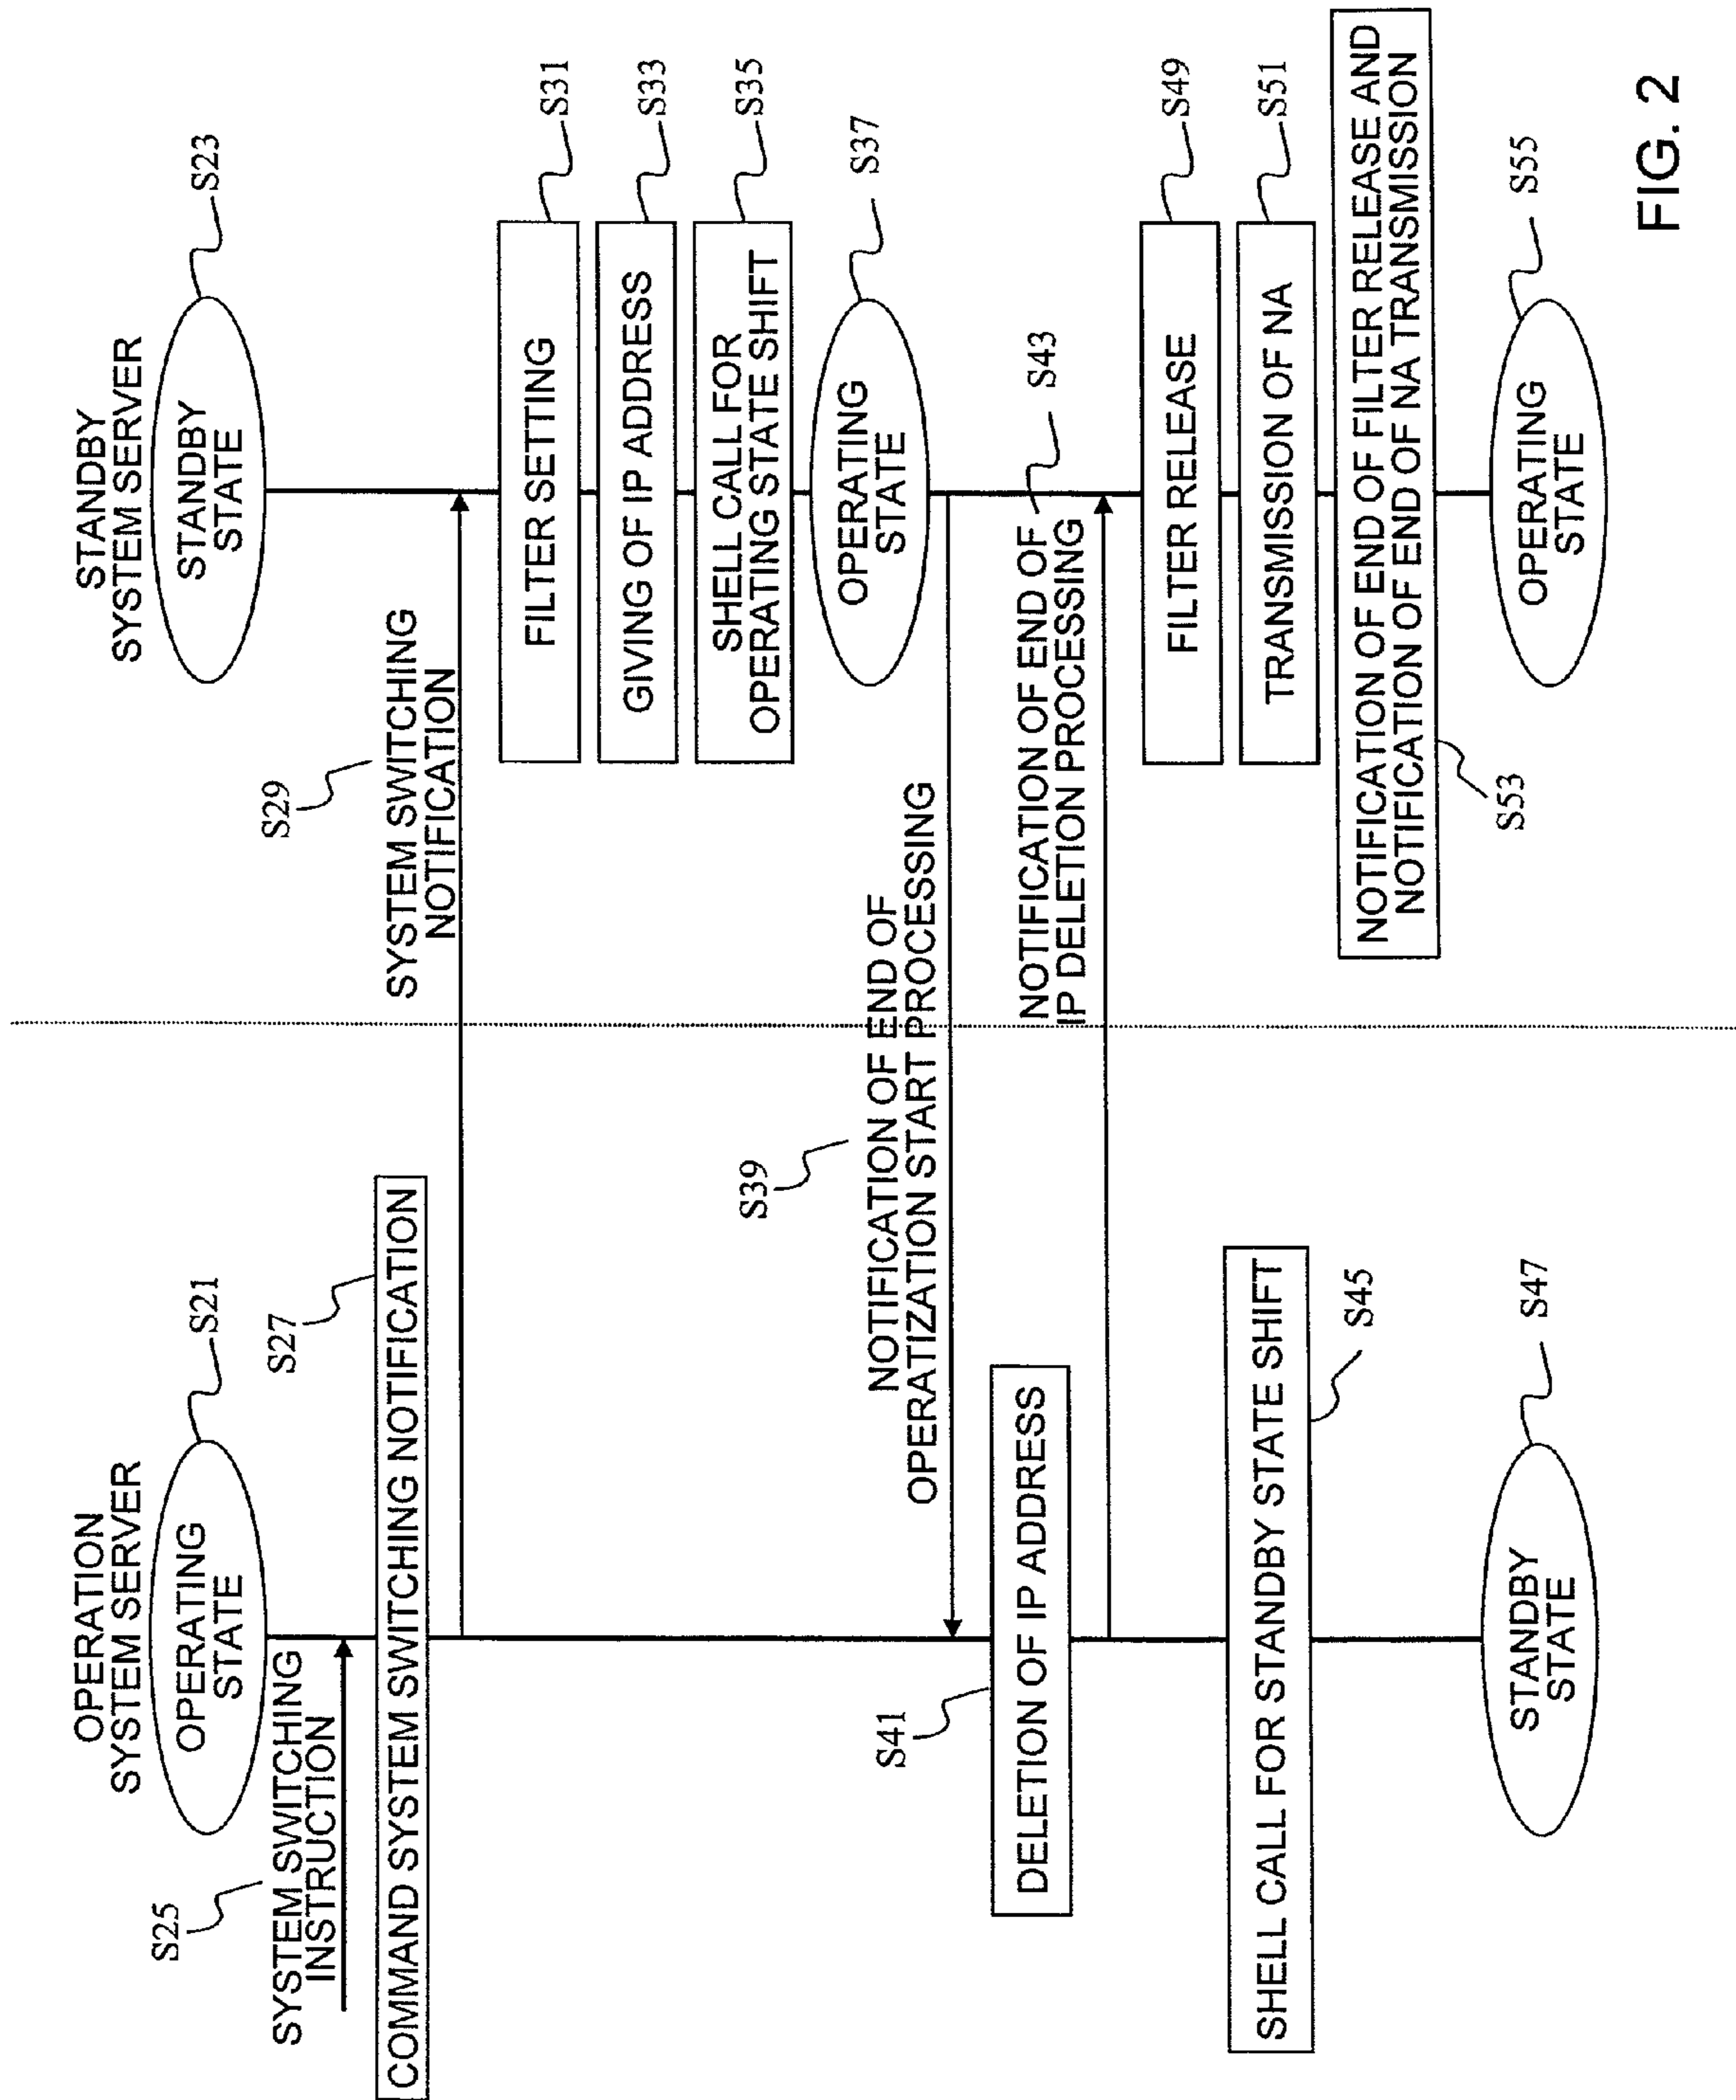 OPERATION
SYSTEM SERVER
STANDBY
SYSTEM SERVER
OPERATING
STATE
S21
STANDBY
STATE
S23
S25
SYSTEM SWITCHING
INSTRUCTION
S27
COMMAND SYSTEM SWITCHING NOTIFICATION
S29
SYSTEM SWITCHING
NOTIFICATION
FILTER SETTING
S31
GIVING OF IP ADDRESS
S33
SHELL CALL FOR
OPERATING STATE SHIFT
S35
OPERATING
STATE
S37
S39
NOTIFICATION OF END OF
OPERATIZATION START PROCESSING
S41
DELETION OF IP ADDRESS
NOTIFICATION OF END OF
IP DELETION PROCESSING
S43
SHELL CALL FOR STANDBY STATE SHIFT
S45
FILTER RELEASE
S49
TRANSMISSION OF NA
S51
NOTIFICATION OF END OF FILTER RELEASE AND
NOTIFICATION OF END OF NA TRANSMISSION
S53
STANDBY
STATE
S47
OPERATING
STATE
S55
FIG. 2